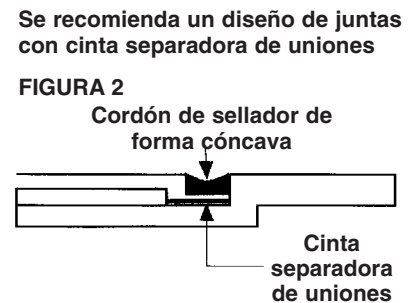 Se recomienda un diseño de juntas
con cinta separadora de uniones
FIGURA 2
Cordón de sellador de
forma cóncava
Cinta
separadora
de uniones